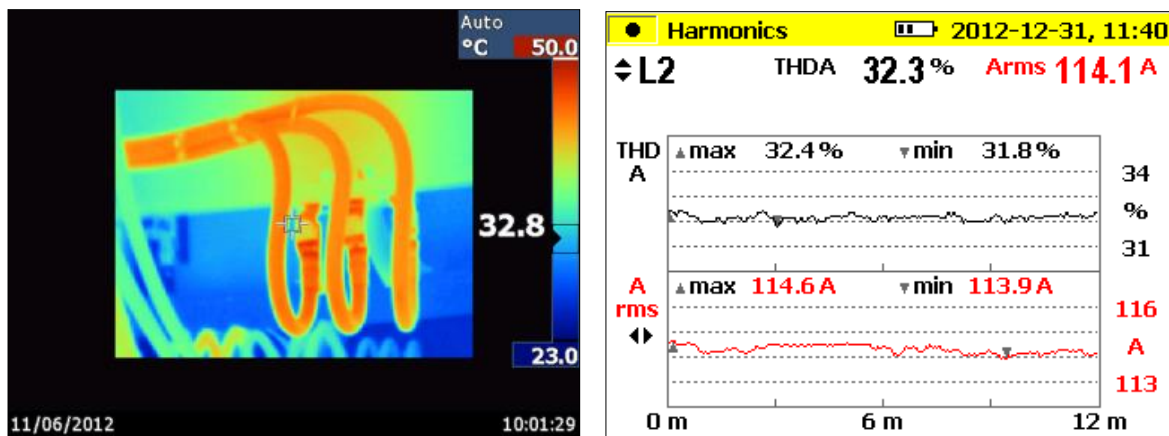 Auto
°C 50.0
32.8
23.0
11/06/2012 10:01:29
Harmonics 2012-12-31, 11:40
L2 THDA 32.3 % Arms 114.1 A
THD A max 32.4 % min 31.8 %
34
%
31
A rms max 114.6 A min 113.9 A
116
A
113
0 m 6 m 12 m